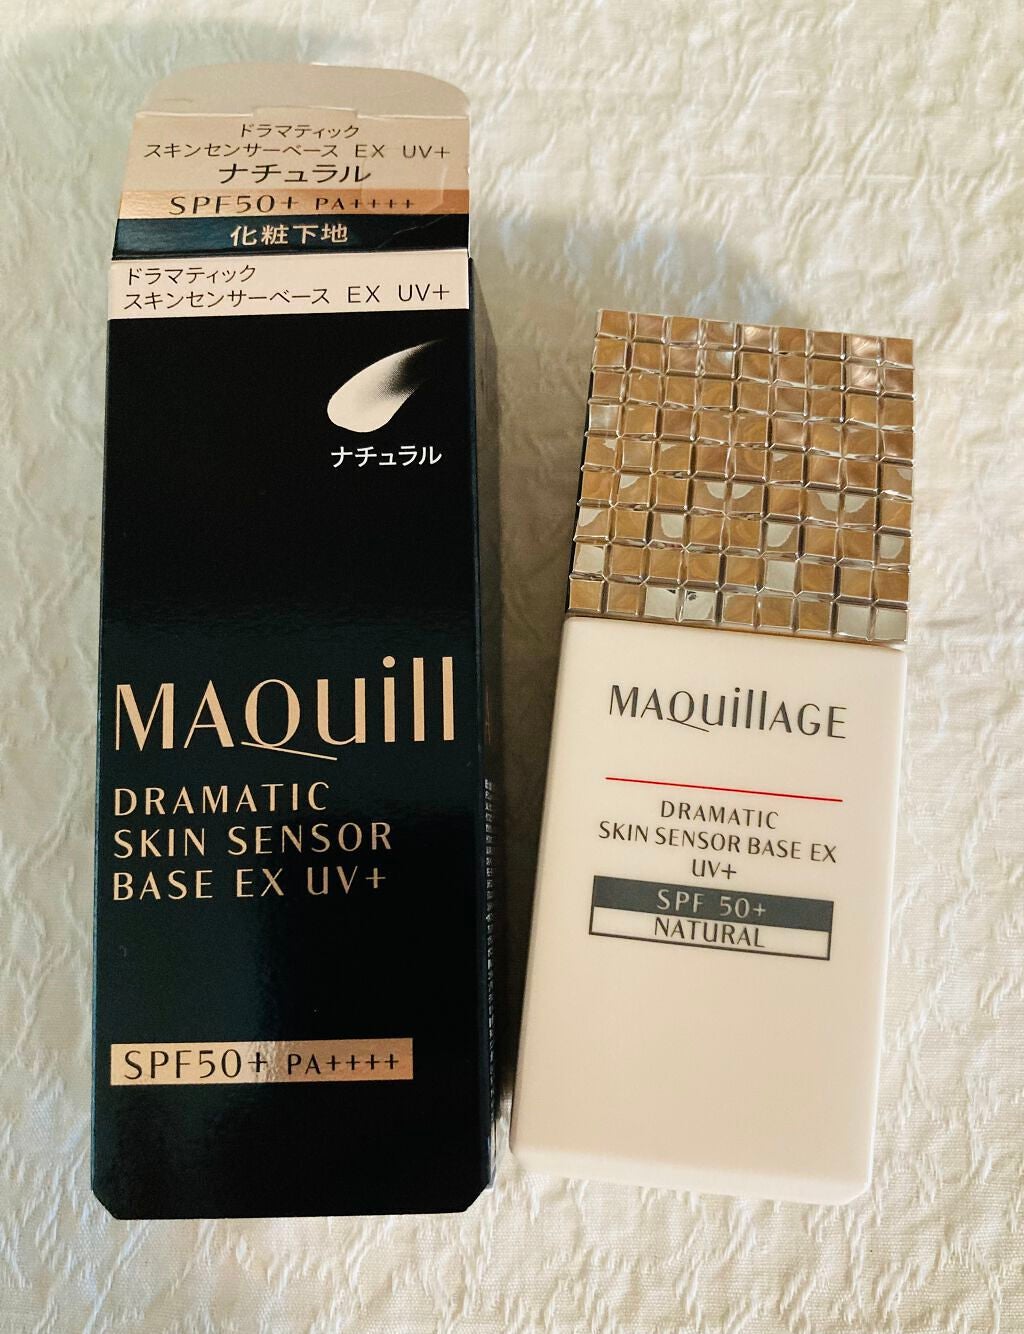 ドラマティック
スキンセンサーベース EX UV+
ナチュラル
SPF50+ PA++++
化粧下地
ドラマティック
スキンセンサーベース EX UV+
ナチュラル
MAQuill
DRAMATIC
SKIN SENSOR
BASE EX UV+
SPF50+ PA++++
MAQuillAGE
DRAMATIC
SKIN SENSOR BASE EX
UV+
SPF 50+
NATURAL